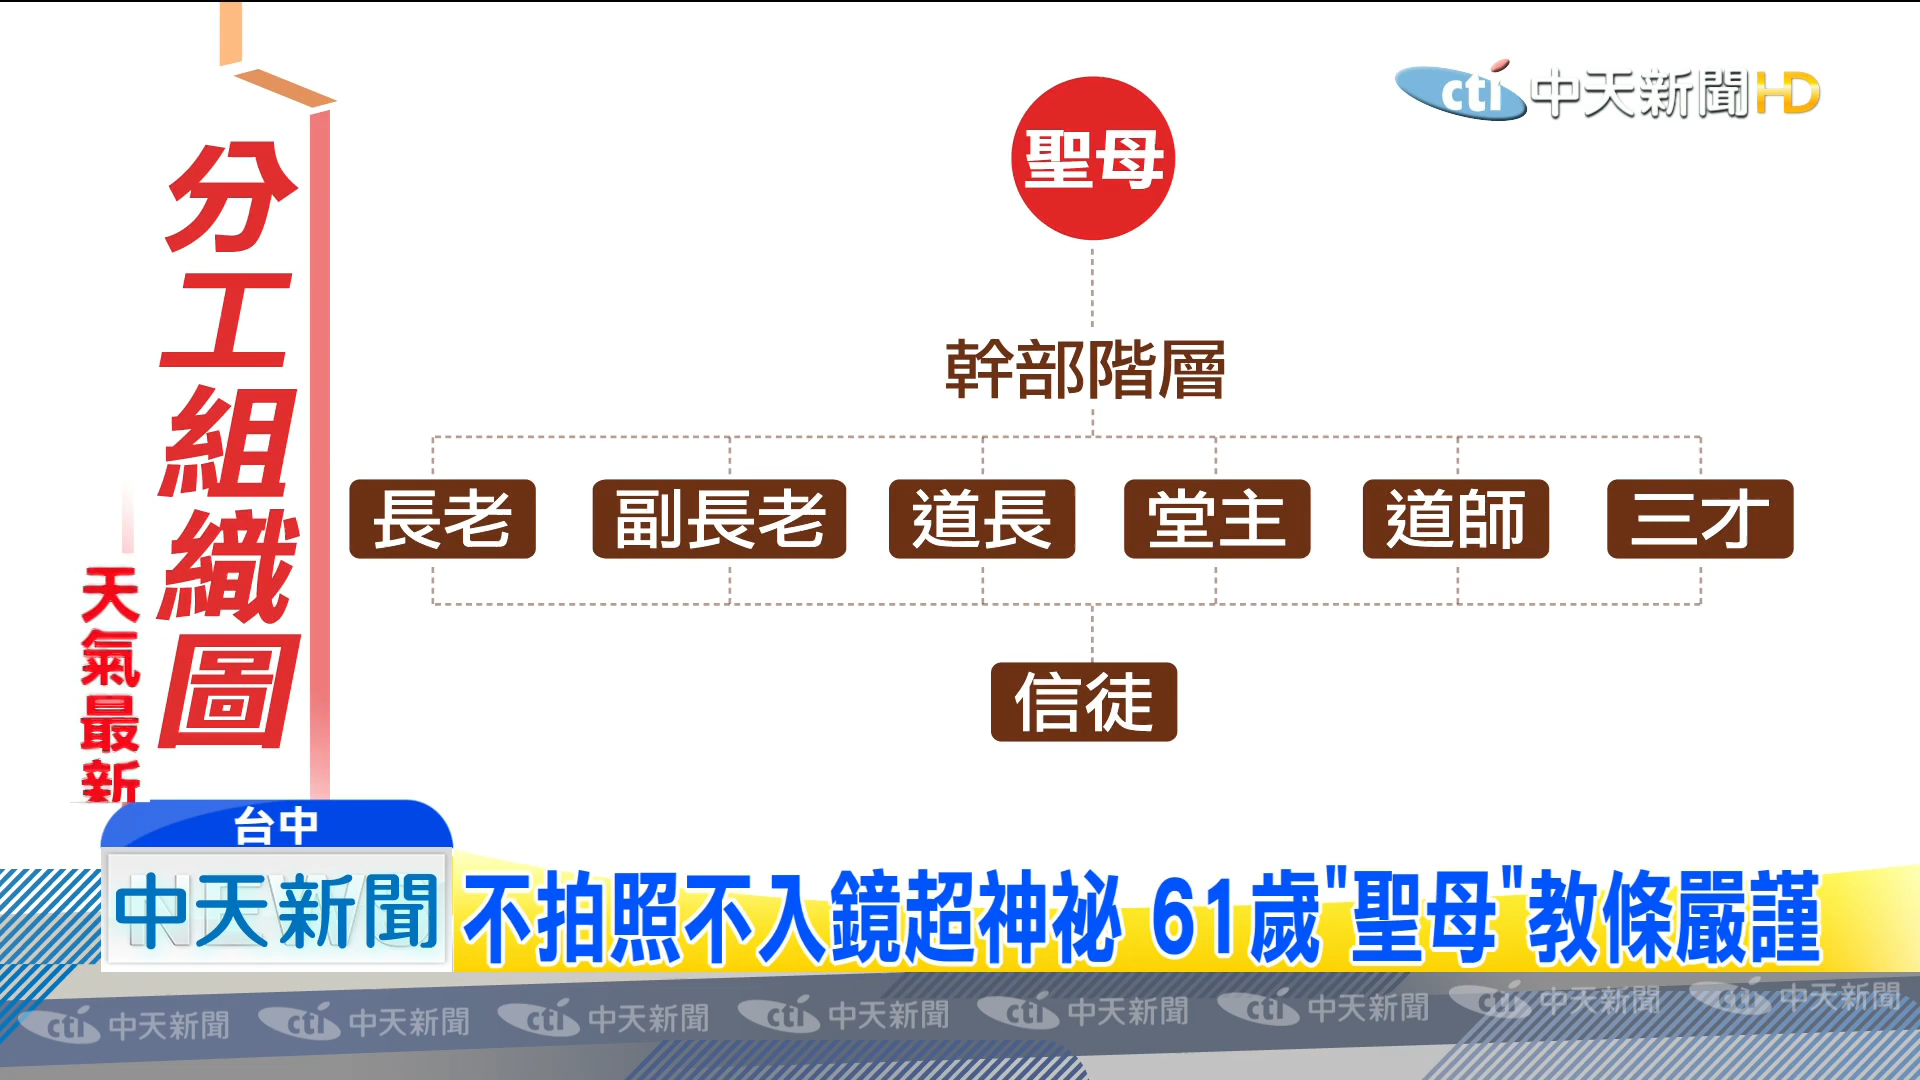 cti 中天新聞HD
分工組織圖
天氣最新
聖母
幹部階層
長老 副長老 道長 堂主 道師 三才
信徒
台中
中天新聞
不拍照不入鏡超神祕 61歲"聖母"教條嚴謹
cti 中天新聞 cti 中天新聞 cti 中天新聞 cti 中天新聞 cti 中天新聞 cti 中天新聞 cti 中天新聞 cti 中天新聞